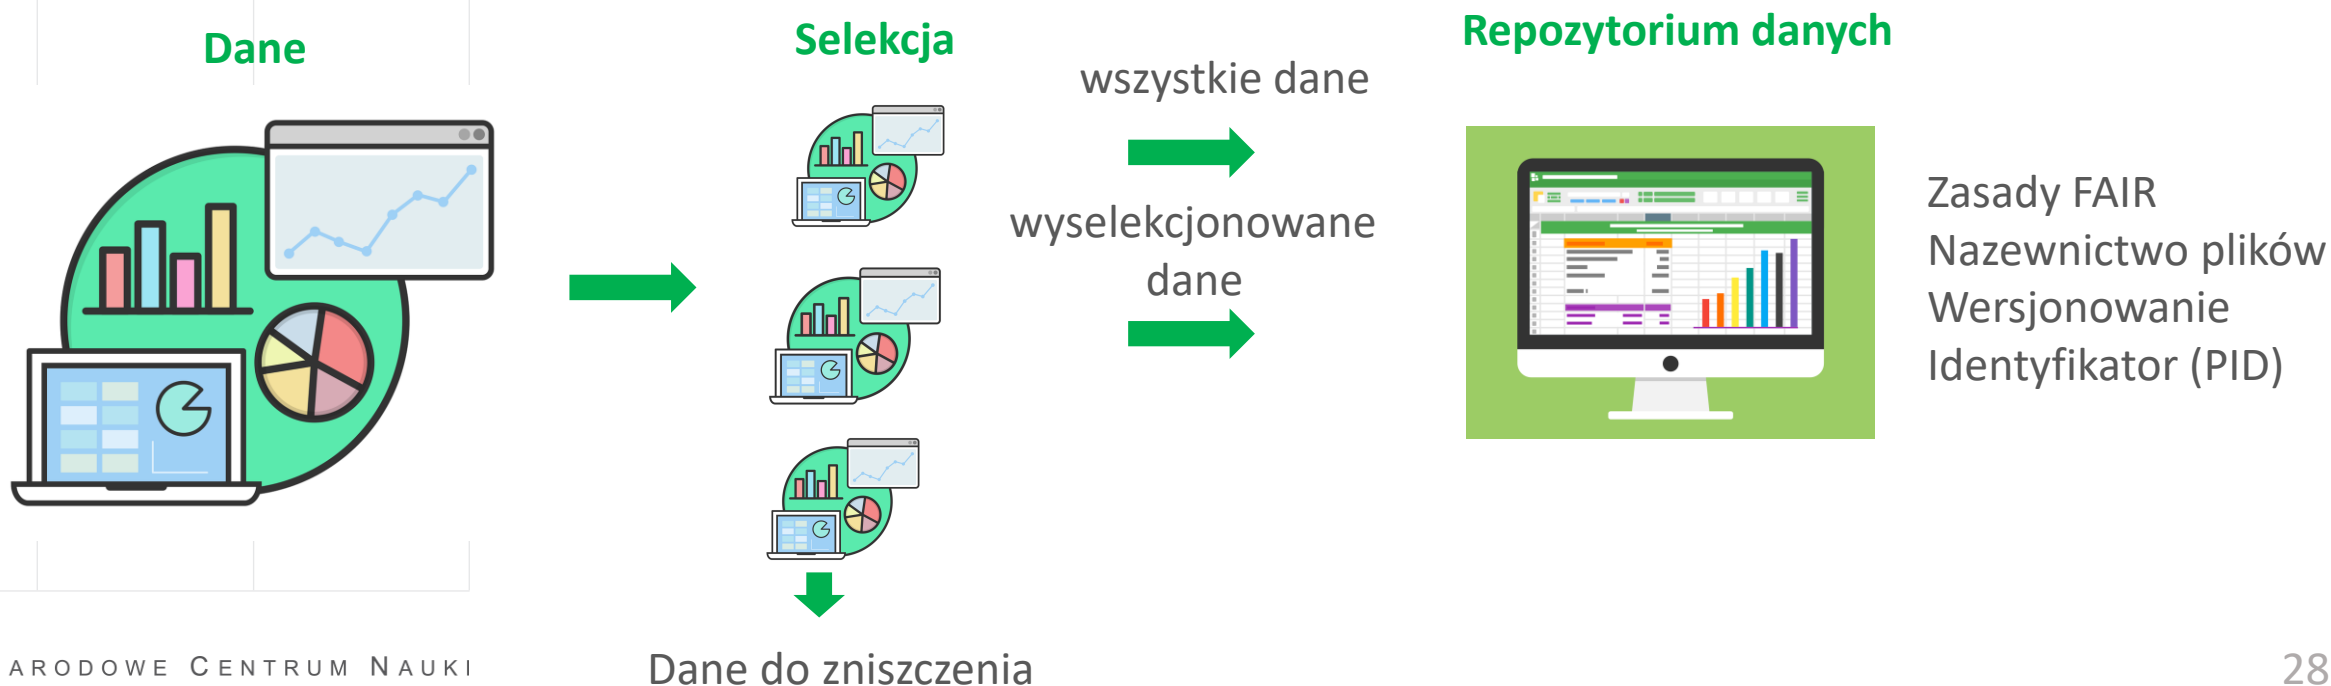 Dane
Selekcja
Repozytorium danych
wszystkie dane
wyselekcjonowane
dane
Zasady FAIR
Nazewnictwo plików
Wersjonowanie
Identyfikator (PID)
Dane do zniszczenia
ARODOWE CENTRUM NAUKI
28